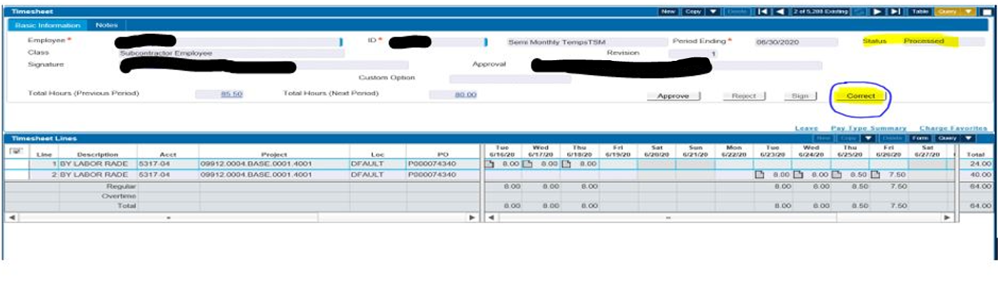 Timesheet New Copy Delete 2 of 5,288 Existing Table Query
Basic Information Notes
Employee * ID * Semi Monthly TempsTSM Period Ending * 06/30/2020 Status Processed
Class Subcontractor Employee Revision 1
Signature Approval
Custom Option
Total Hours (Previous Period) 85.50 Total Hours (Next Period) 80.00 Approve Reject Sign Correct
Leave Pay Type Summary Charge Favorites
Timesheet Lines New Copy Delete Form Query
Tue Wed Thu Fri Sat Sun Mon Tue Wed Thu Fri Sat
Line Description Acct Project Loc PO 6/16/20 6/17/20 6/18/20 6/19/20 6/20/20 6/21/20 6/22/20 6/23/20 6/24/20 6/25/20 6/26/20 6/27/20 Total
1 BY LABOR RADE 5317-04 09912.0004.BASE.0001.4001 DFAULT P000074340 8.00 8.00 8.00 24.00
2 BY LABOR RADE 5317-04 09912.0004.BASE.0001.4001 DFAULT P000074340 8.00 8.00 8.50 7.50 40.00
Regular 8.00 8.00 8.00 8.00 8.00 8.50 7.50 64.00
Overtime
Total 8.00 8.00 8.00 8.00 8.00 8.50 7.50 64.00